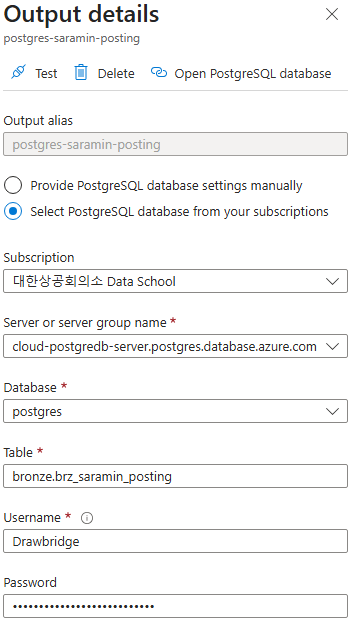 Output details
postgres-saramin-posting
Test Delete Open PostgreSQL database
Output alias
postgres-saramin-posting
Provide PostgreSQL database settings manually
Select PostgreSQL database from your subscriptions
Subscription
대한상공회의소 Data School
Server or server group name *
cloud-postgredb-server.postgres.database.azure.com
Database *
postgres
Table *
bronze.brz_saramin_posting
Username *
Drawbridge
Password
•••••••••••••••••••••••••••